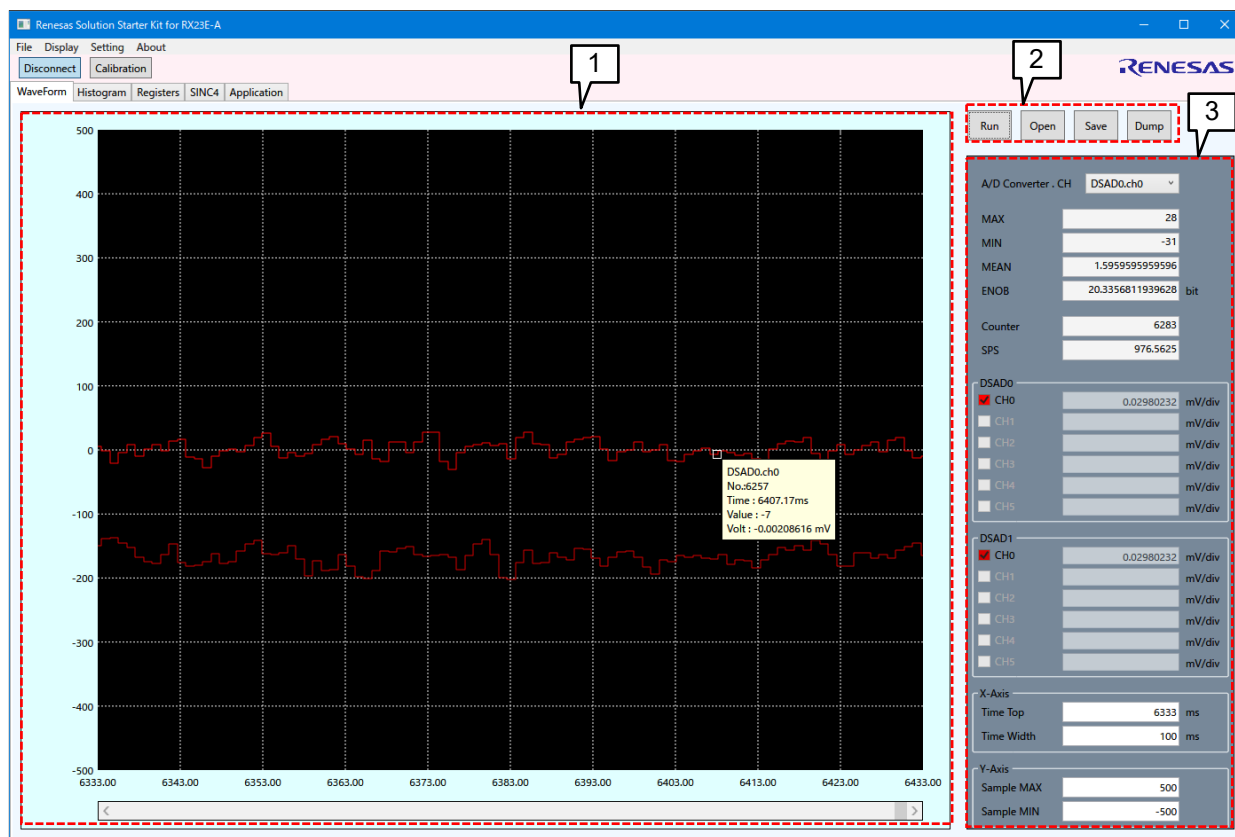 Renesas Solution Starter Kit for RX23E-A
File Display Setting About
Disconnect Calibration
RENESAS
WaveForm Histogram Registers SINC4 Application
1
2
3
Run Open Save Dump
500
400
300
200
100
0
-100
-200
-300
-400
-500
6333.00 6343.00 6353.00 6363.00 6373.00 6383.00 6393.00 6403.00 6413.00 6423.00 6433.00
DSAD0.ch0
No.:6257
Time : 6407.17ms
Value : -7
Volt : -0.00208616 mV
A/D Converter . CH DSAD0.ch0
MAX 28
MIN -31
MEAN 1.5959595959596
ENOB 20.3356811939628 bit
Counter 6283
SPS 976.5625
DSAD0
CH0 0.02980232 mV/div
CH1 mV/div
CH2 mV/div
CH3 mV/div
CH4 mV/div
CH5 mV/div
DSAD1
CH0 0.02980232 mV/div
CH1 mV/div
CH2 mV/div
CH3 mV/div
CH4 mV/div
CH5 mV/div
X-Axis
Time Top 6333 ms
Time Width 100 ms
Y-Axis
Sample MAX 500
Sample MIN -500